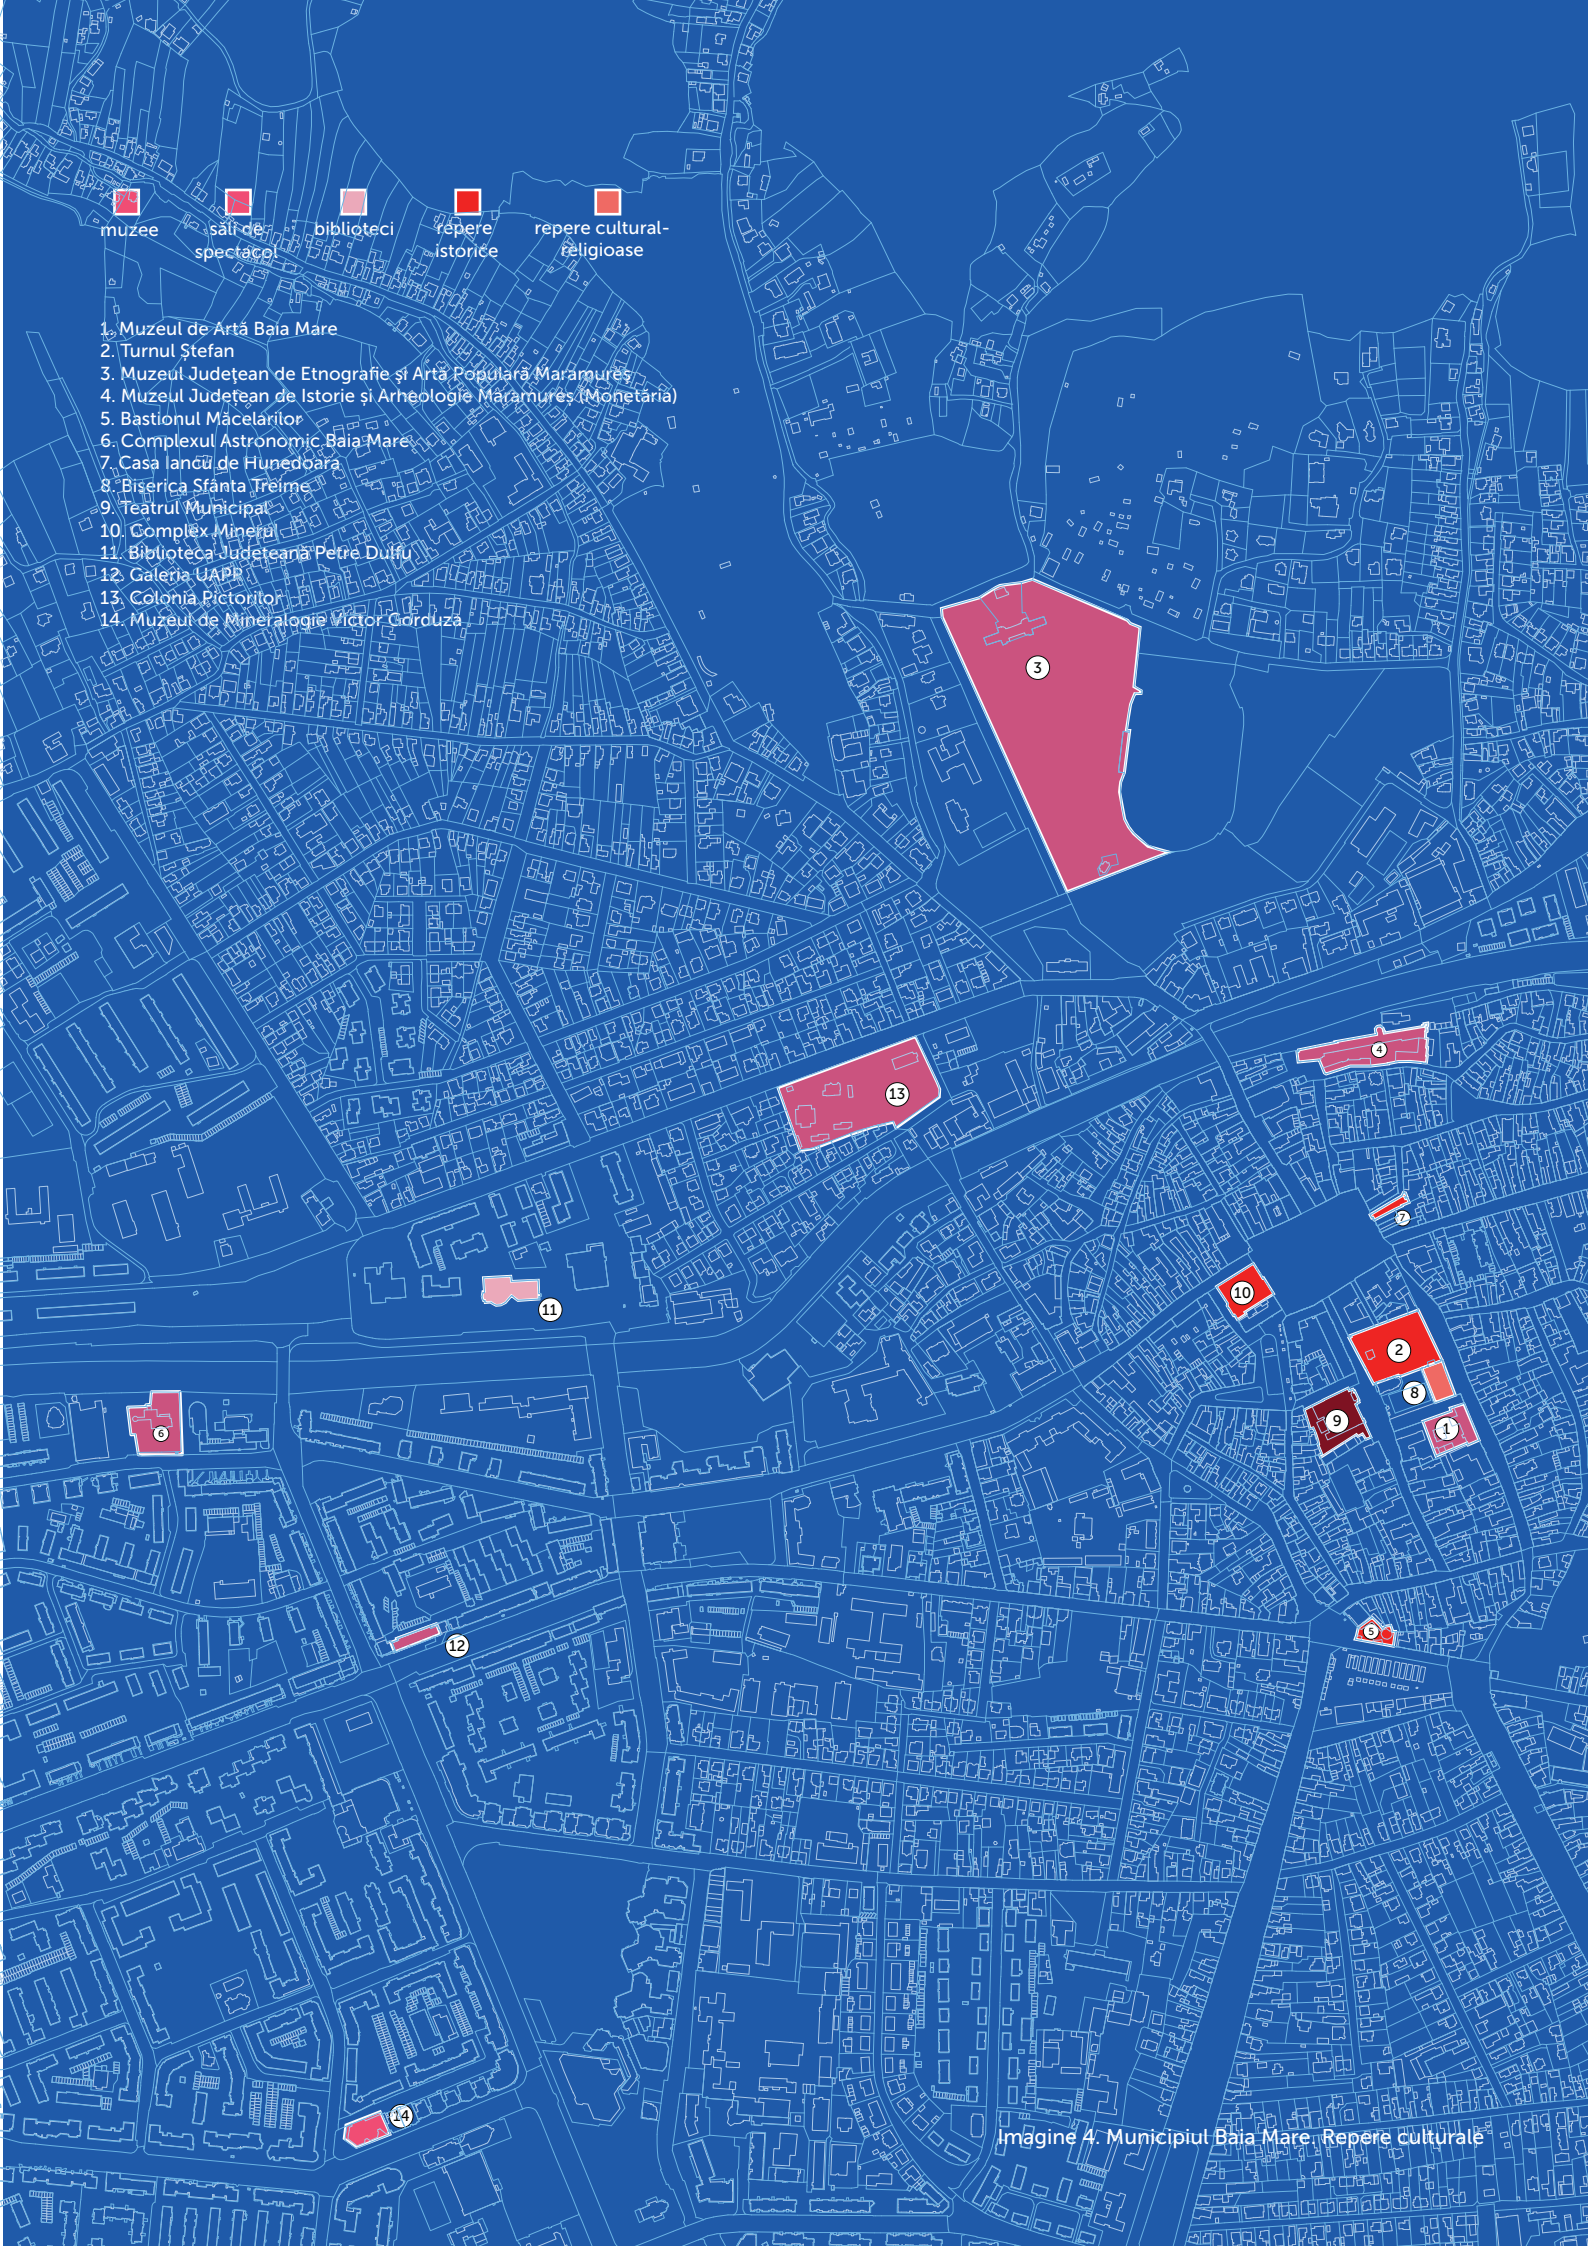 muzee
săli de
spectacol
biblioteci
repere
istorice
repere cultural-
religioase
1. Muzeul de Artă Baia Mare
2. Turnul Ștefan
3. Muzeul Județean de Etnografie și Artă Populară Maramureș
4. Muzeul Județean de Istorie și Arheologie Maramureș (Monetăria)
5. Bastionul Măcelarilor
6. Complexul Astronomic Baia Mare
7. Casa Iancu de Hunedoara
8. Biserica Sfânta Treime
9. Teatrul Municipal
10. Complex Minerul
11. Biblioteca Județeană Petre Dulfu
12. Galeria UAPR
13. Colonia Pictorilor
14. Muzeul de Mineralogie Victor Gorduza
3
4
13
7
10
11
2
8
9
1
6
5
12
14
Imagine 4. Municipiul Baia Mare. Repere culturale